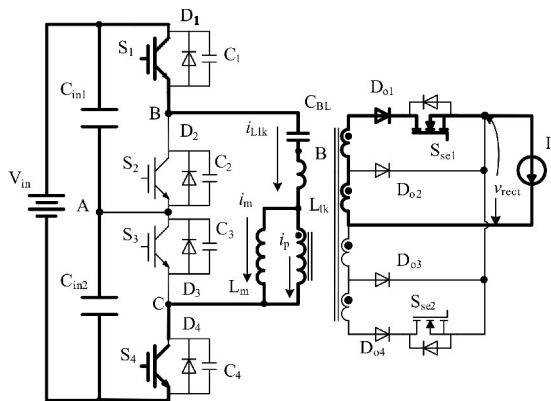 D1
S1
C1
Cin1
B
CBL
Do1
D2
iLlk
B
Sse1
I
S2
C2
Vin
A
im
Llk
Do2
vrect
S3
C3
ip
Lm
Do3
D3
C
Cin2
D4
Sse2
S4
C4
Do4